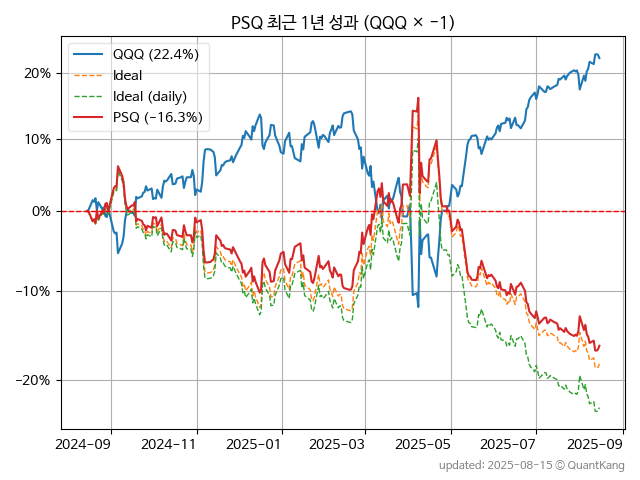 PSQ 최근 1년 성과 (QQQ × −1)
QQQ (22.4%)
Ideal
Ideal (daily)
PSQ (−16.3%)
20%
10%
0%
−10%
−20%
2024-09 2024-11 2025-01 2025-03 2025-05 2025-07 2025-09
updated: 2025-08-15 © QuantKang